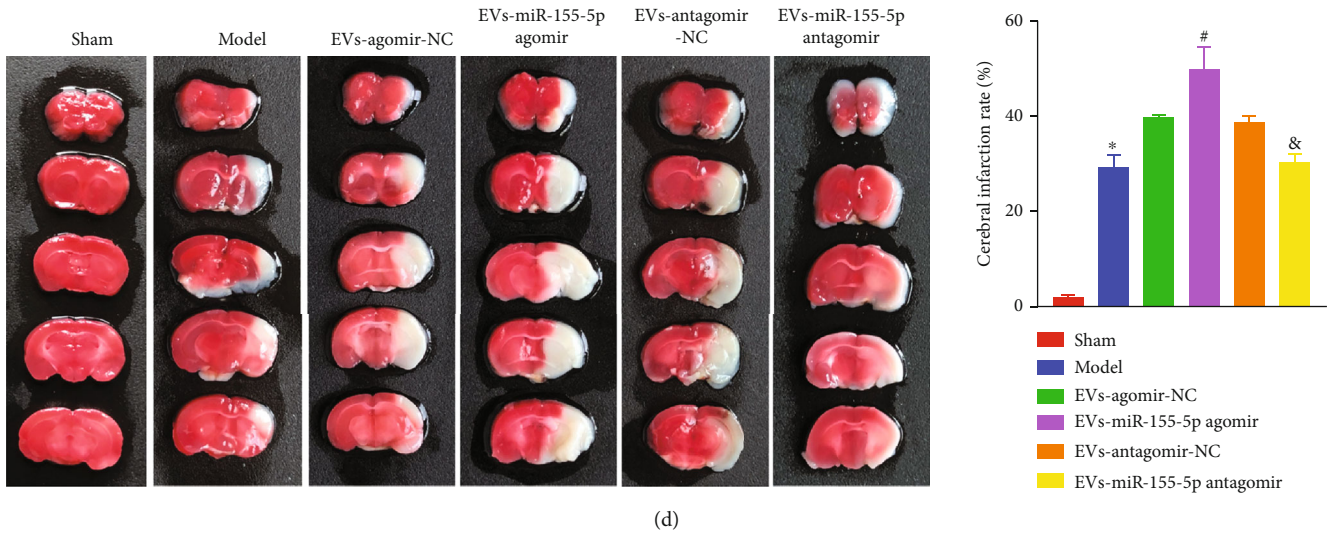 Sham
Model
EVs-agomir-NC
EVs-miR-155-5p
agomir
EVs-antagomir
-NC
EVs-miR-155-5p
antagomir
Cerebral infarction rate (%)
60
40
20
0
*
#
&
Sham
Model
EVs-agomir-NC
EVs-miR-155-5p agomir
EVs-antagomir-NC
EVs-miR-155-5p antagomir
(d)